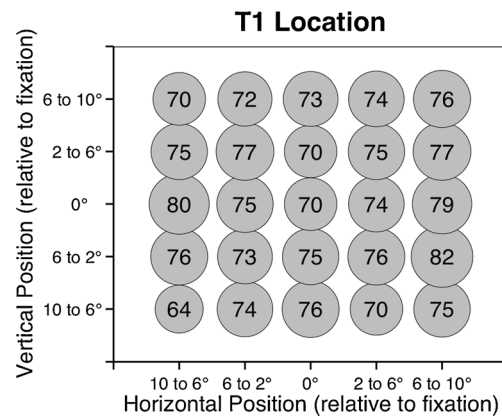 T1 Location
Vertical Position (relative to fixation)
6 to 10° 70 72 73 74 76
2 to 6° 75 77 70 75 77
0° 80 75 70 74 79
6 to 2° 76 73 75 76 82
10 to 6° 64 74 76 70 75
10 to 6° 6 to 2° 0° 2 to 6° 6 to 10°
Horizontal Position (relative to fixation)